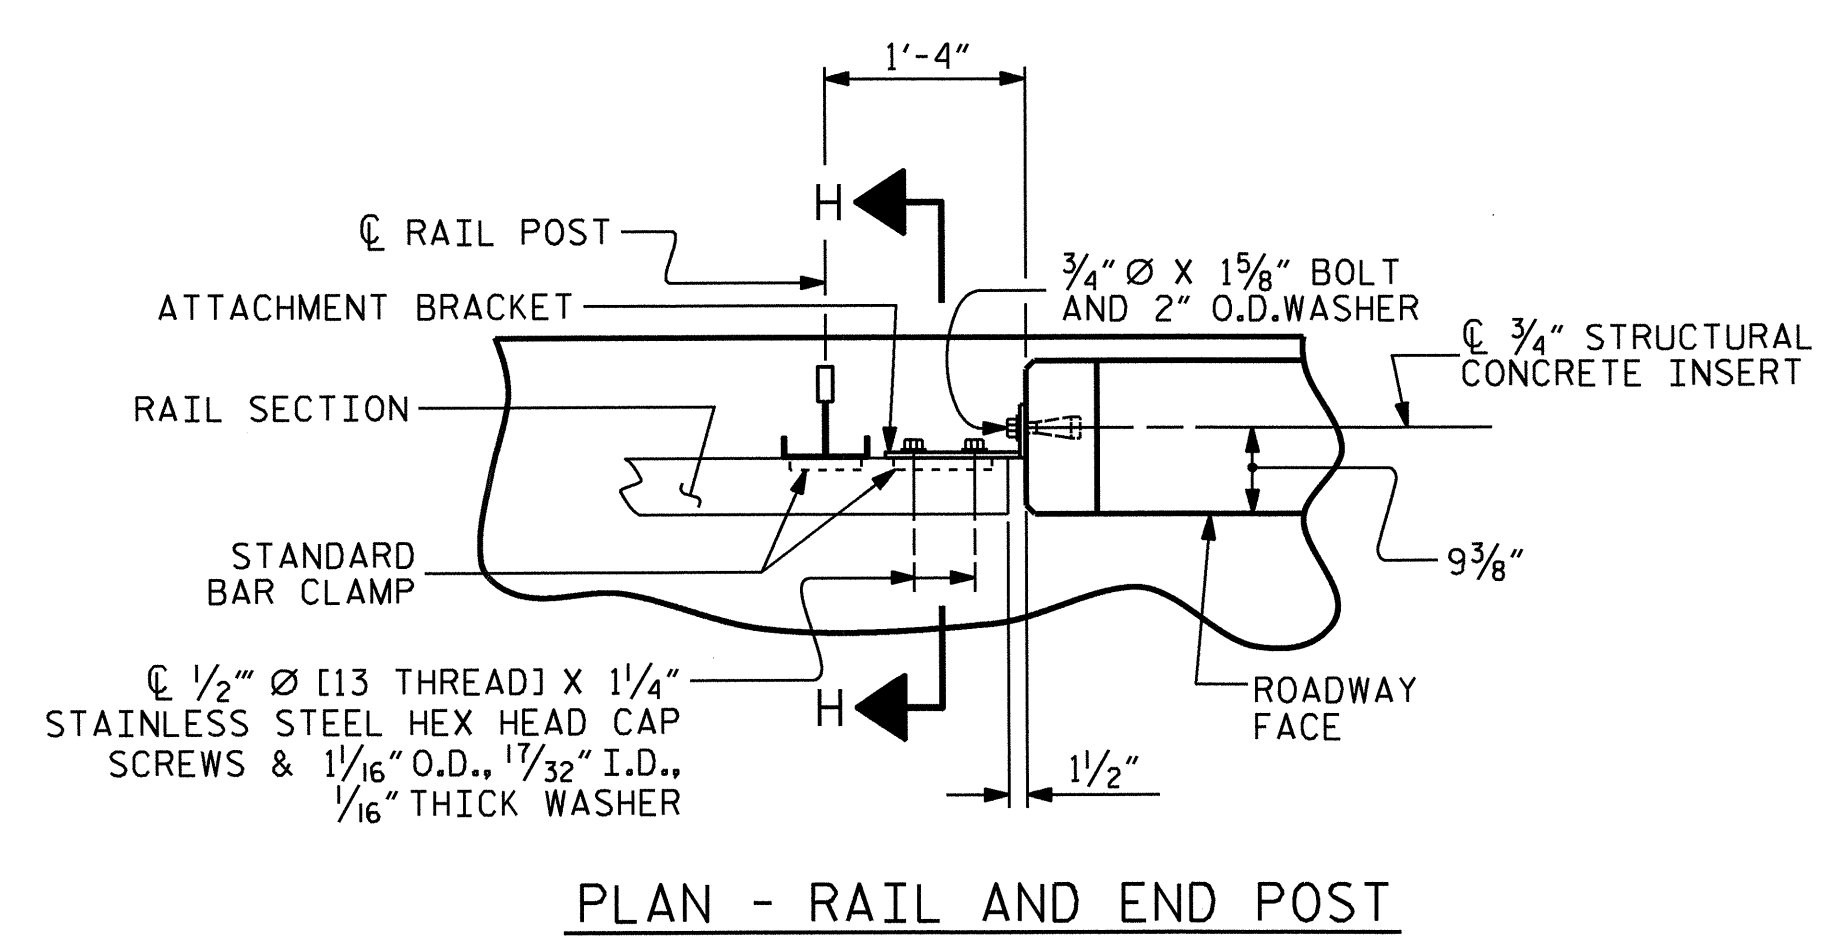 1'-4"
H
℄ RAIL POST
3/4" Ø X 1 5/8" BOLT
AND 2" O.D.WASHER
ATTACHMENT BRACKET
℄ 3/4" STRUCTURAL
CONCRETE INSERT
RAIL SECTION
STANDARD
BAR CLAMP
9 3/8"
℄ 1/2'" Ø [13 THREAD] X 1 1/4"
STAINLESS STEEL HEX HEAD CAP
SCREWS & 1 1/16" O.D., 17/32" I.D.,
1/16" THICK WASHER
H
ROADWAY
FACE
1 1/2"
PLAN - RAIL AND END POST